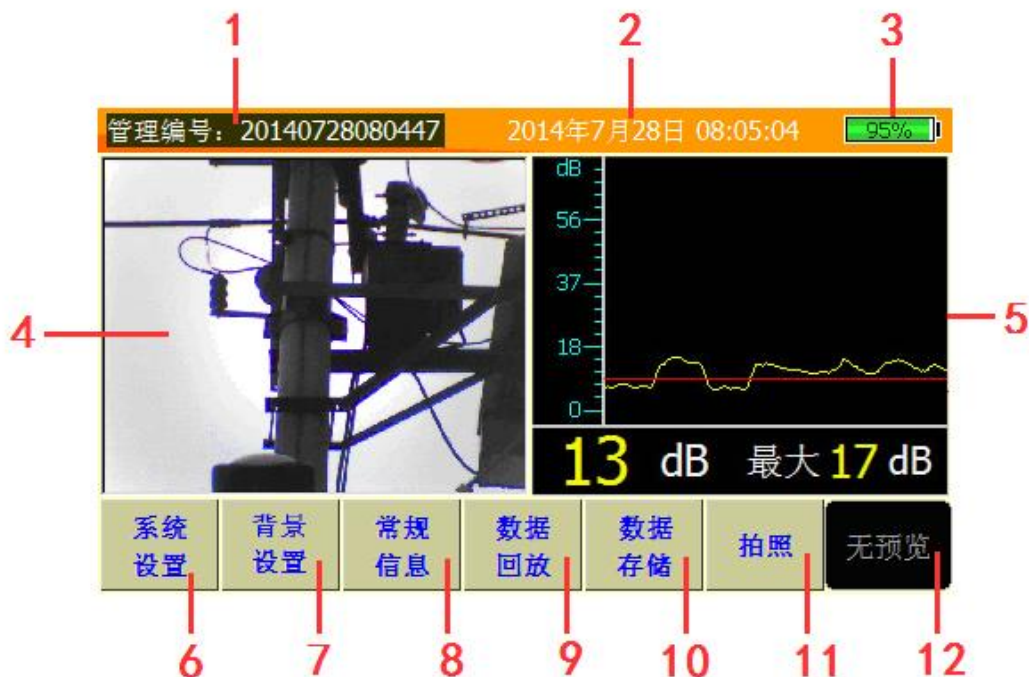 1 2 3
管理编号：20140728080447 2014年7月28日 08:05:04 95%
dB
56
37
18
0
4
5
13 dB 最大 17 dB
系统
设置
背景
设置
常规
信息
数据
回放
数据
存储
拍照
无预览
6 7 8 9 10 11 12